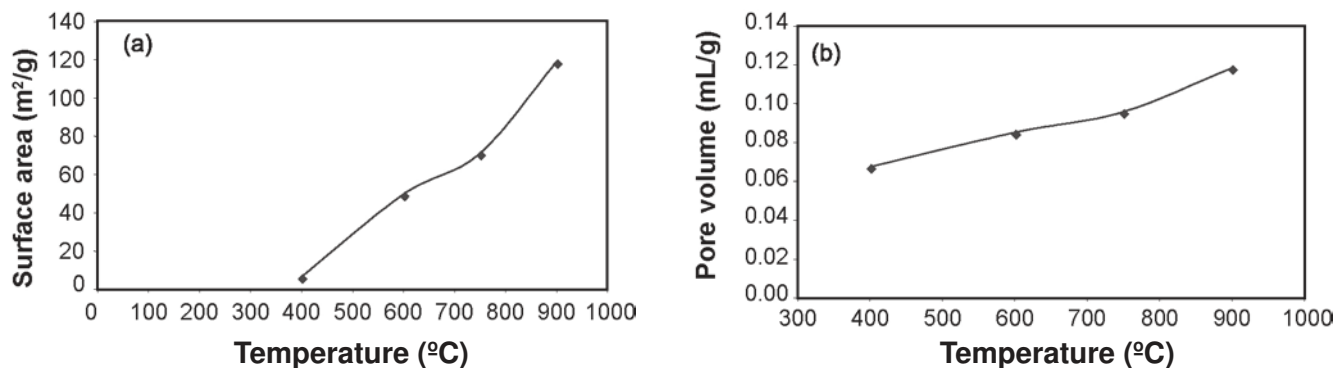 (a)
Surface area (m²/g)
140
120
100
80
60
40
20
0
0 100 200 300 400 500 600 700 800 900 1000
Temperature (ºC)
(b)
Pore volume (mL/g)
0.14
0.12
0.10
0.08
0.06
0.04
0.02
0.00
300 400 500 600 700 800 900 1000
Temperature (ºC)